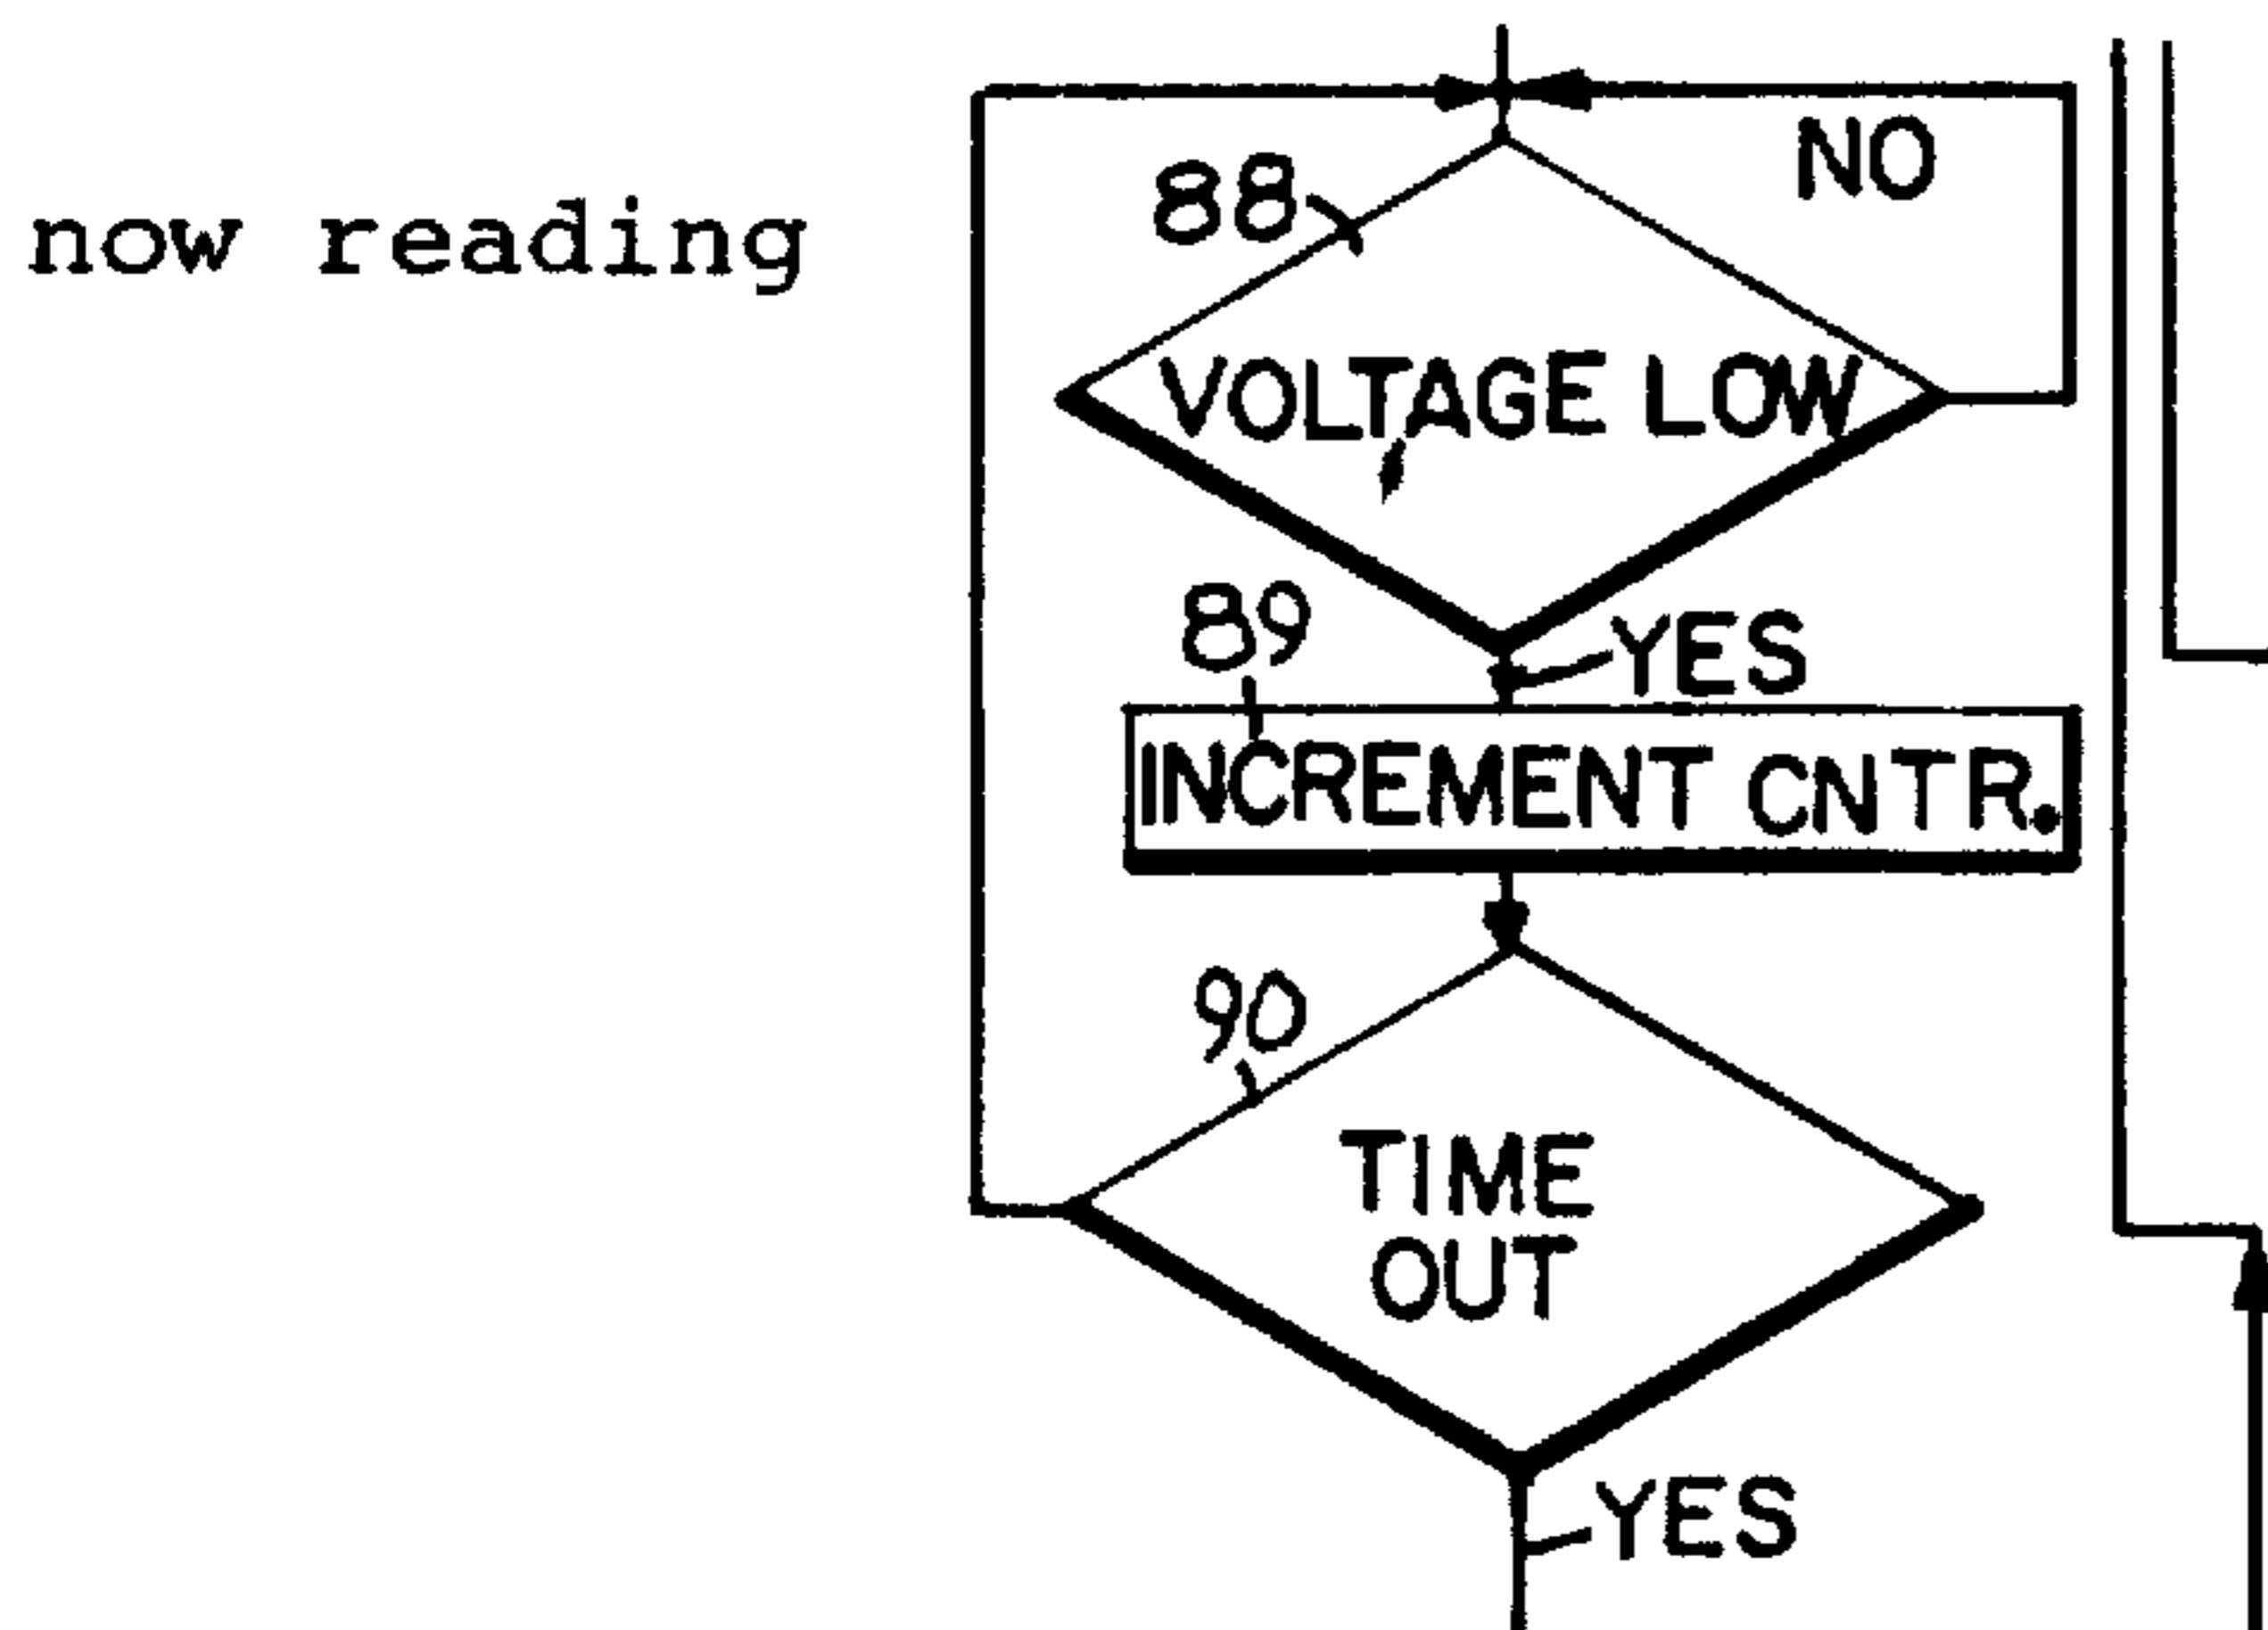 now reading
NO
88
VOLTAGE LOW
89
YES
INCREMENT CNTR.
90
TIME
OUT
YES